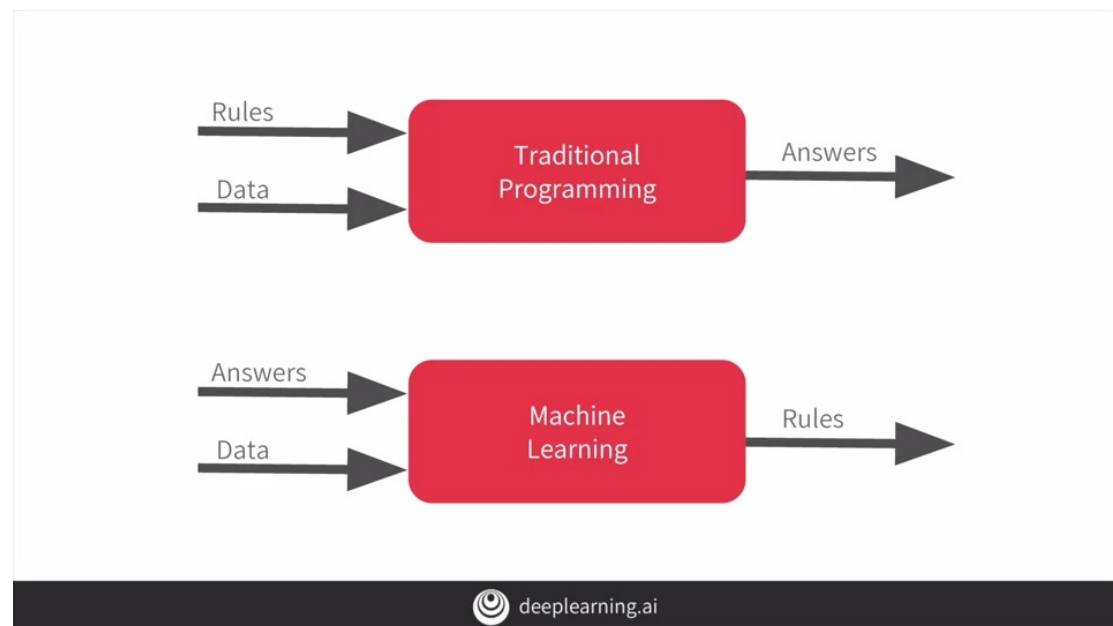 Rules
Data
Traditional
Programming
Answers
Answers
Data
Machine
Learning
Rules
deeplearning.ai